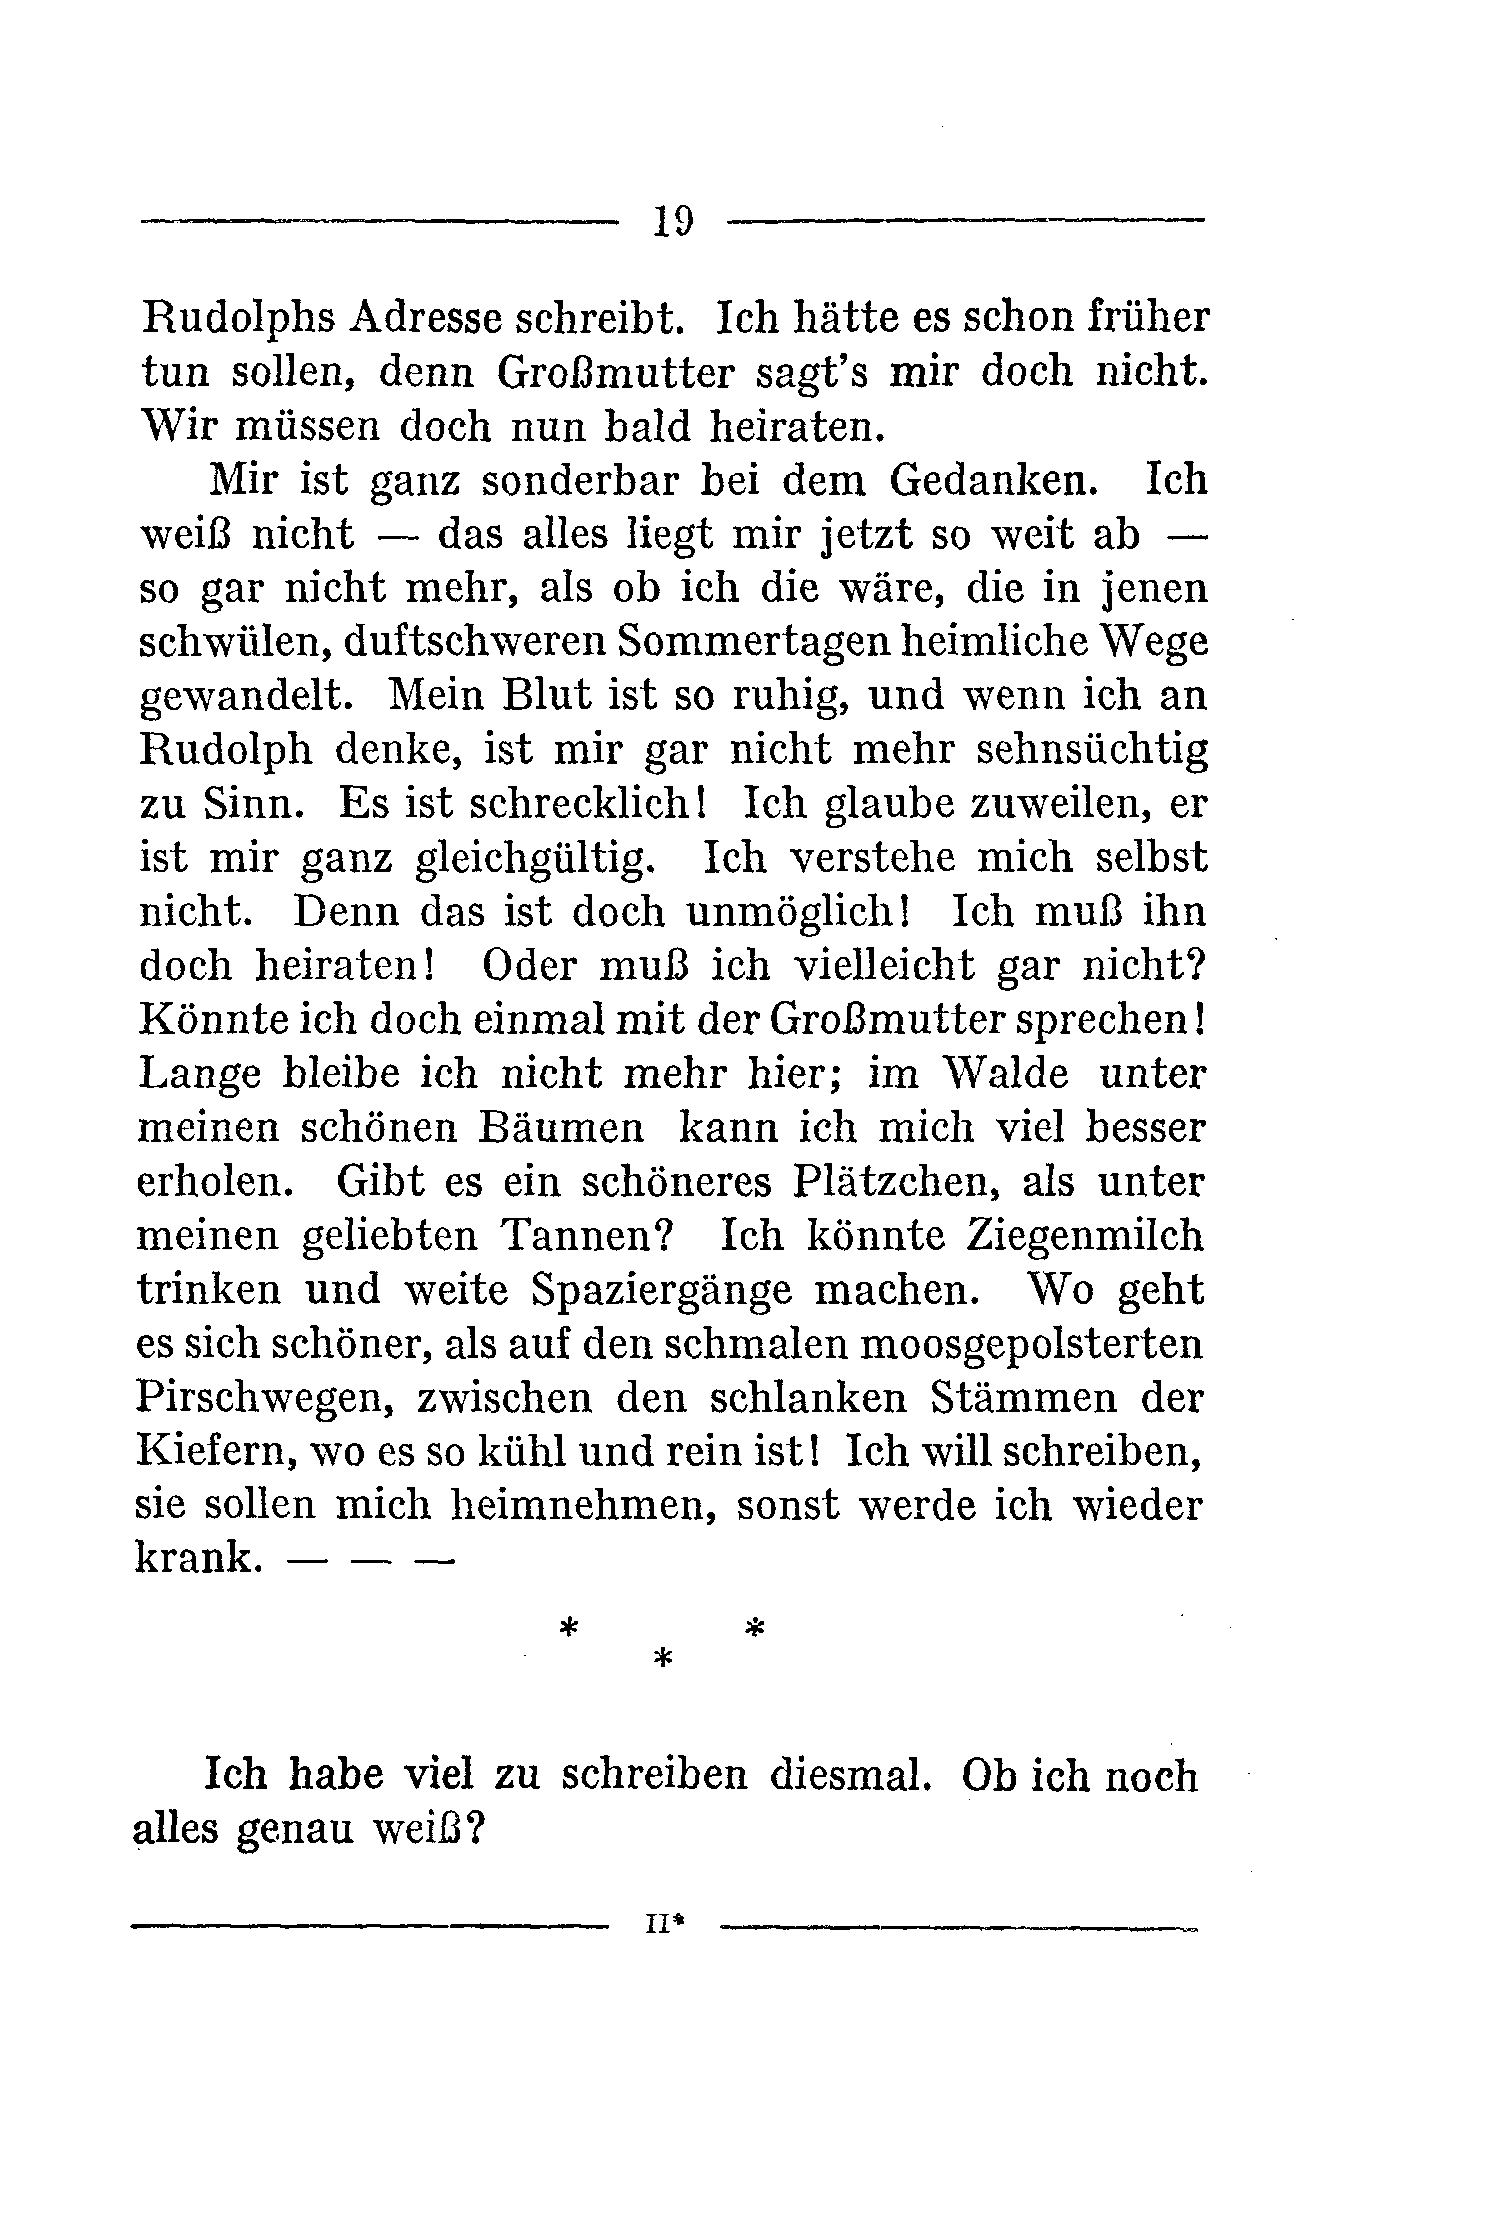 19
Rudolphs Adresse schreibt. Ich hätte es schon früher
tun sollen, denn Großmutter sagt's mir doch nicht.
Wir müssen doch nun bald heiraten.
Mir ist ganz sonderbar bei dem Gedanken. Ich
weiß nicht — das alles liegt mir jetzt so weit ab —
so gar nicht mehr, als ob ich die wäre, die in jenen
schwülen, duftschweren Sommertagen heimliche Wege
gewandelt. Mein Blut ist so ruhig, und wenn ich an
Rudolph denke, ist mir gar nicht mehr sehnsüchtig
zu Sinn. Es ist schrecklich! Ich glaube zuweilen, er
ist mir ganz gleichgültig. Ich verstehe mich selbst
nicht. Denn das ist doch unmöglich! Ich muß ihn
doch heiraten! Oder muß ich vielleicht gar nicht?
Könnte ich doch einmal mit der Großmutter sprechen!
Lange bleibe ich nicht mehr hier; im Walde unter
meinen schönen Bäumen kann ich mich viel besser
erholen. Gibt es ein schöneres Plätzchen, als unter
meinen geliebten Tannen? Ich könnte Ziegenmilch
trinken und weite Spaziergänge machen. Wo geht
es sich schöner, als auf den schmalen moosgepolsterten
Pirschwegen, zwischen den schlanken Stämmen der
Kiefern, wo es so kühl und rein ist! Ich will schreiben,
sie sollen mich heimnehmen, sonst werde ich wieder
krank. — — —
* *
*
Ich habe viel zu schreiben diesmal. Ob ich noch
alles genau weiß?
II*